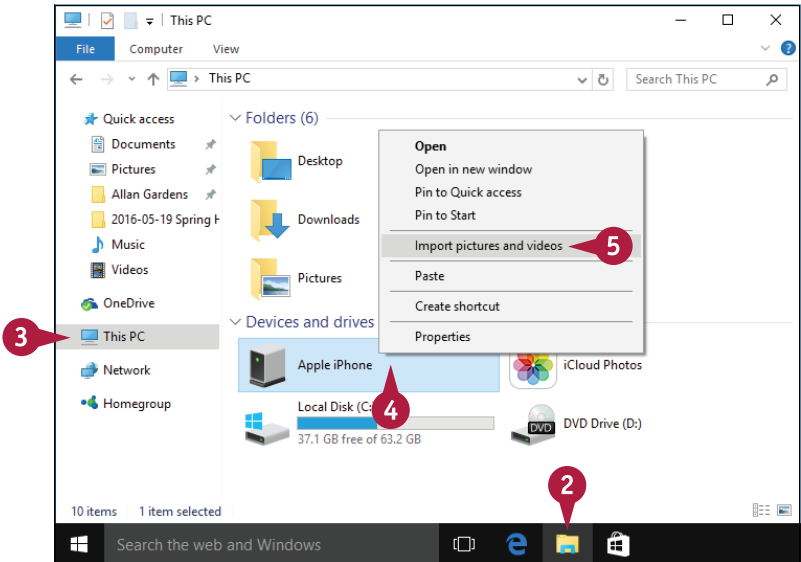 This PC
File Computer View
This PC
Search This PC
Quick access
Documents
Pictures
Allan Gardens
2016-05-19 Spring H
Music
Videos
OneDrive
3
This PC
Network
Homegroup
Folders (6)
Desktop
Downloads
Pictures
Open
Open in new window
Pin to Quick access
Pin to Start
Import pictures and videos
5
Paste
Create shortcut
Properties
Devices and drives
Apple iPhone
iCloud Photos
4
Local Disk (C:
37.1 GB free of 63.2 GB
DVD
DVD Drive (D:)
10 items 1 item selected
2
Search the web and Windows